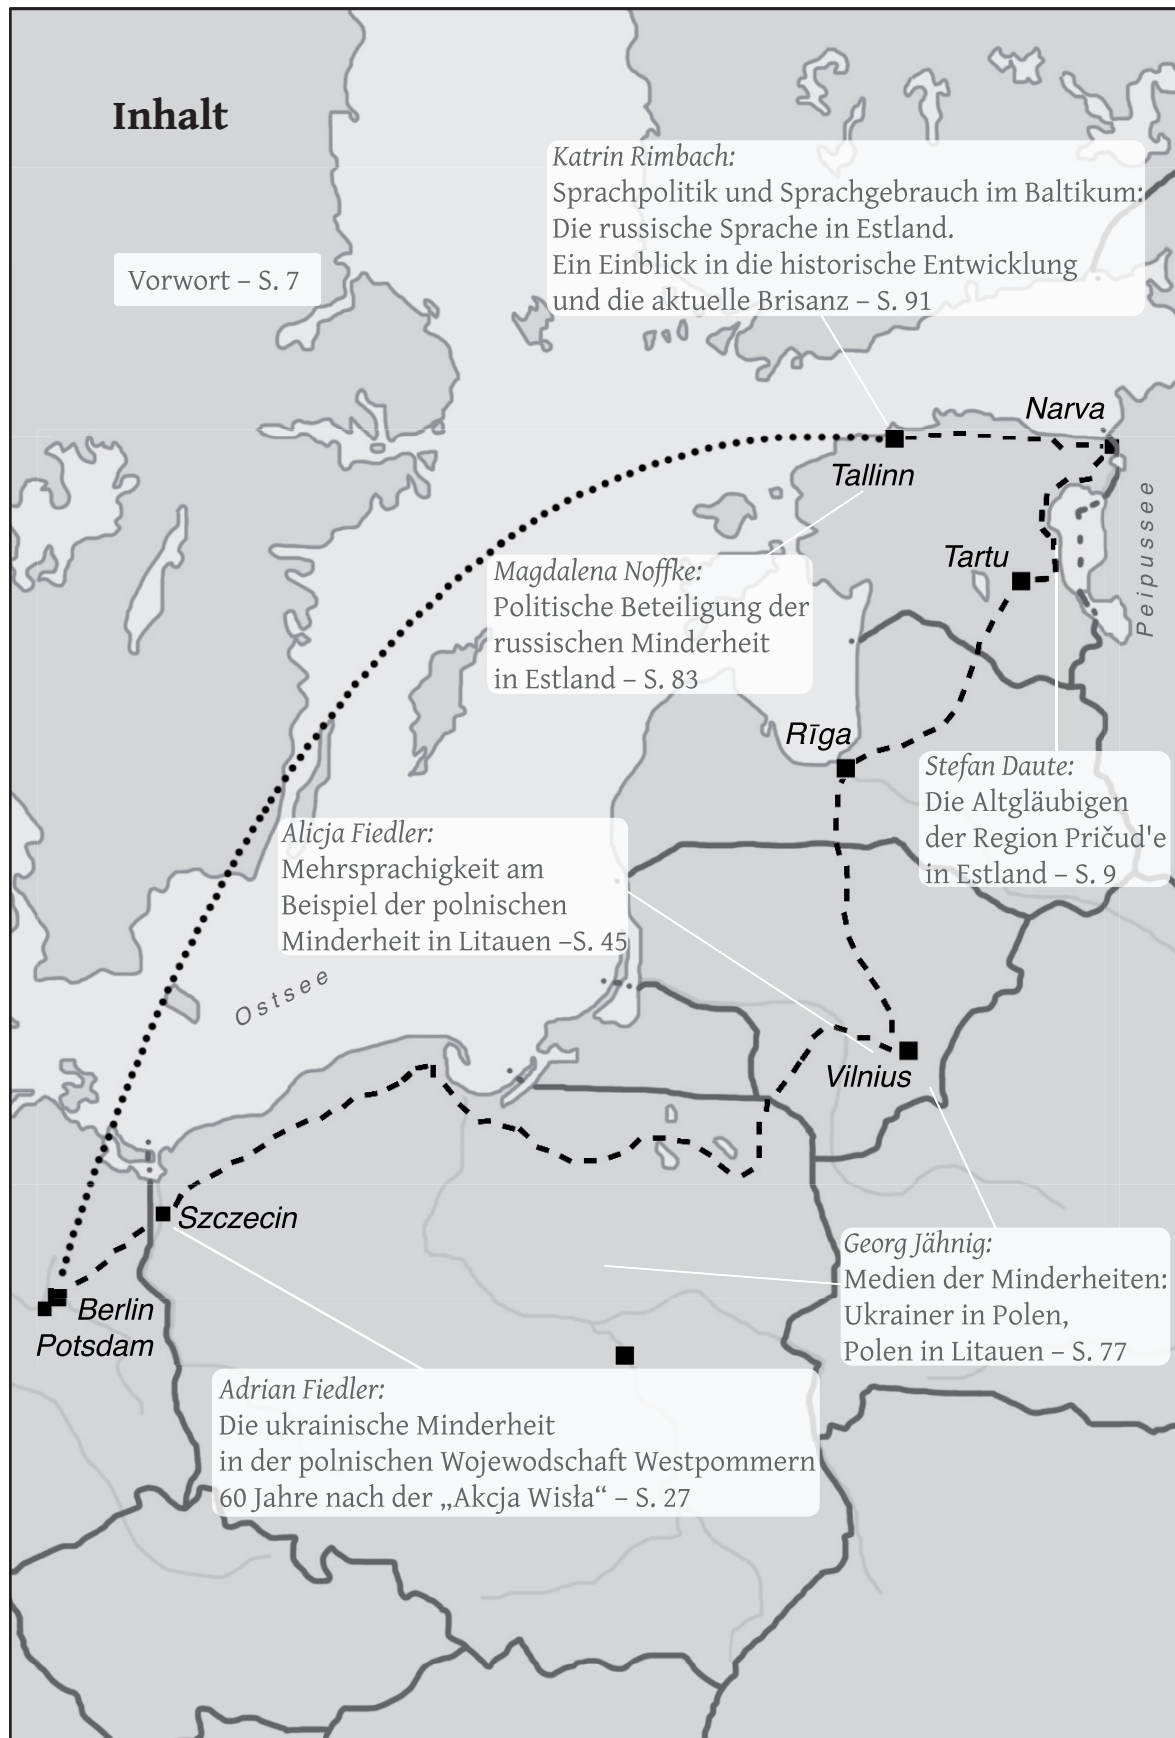 Inhalt
Katrin Rimbach:
Sprachpolitik und Sprachgebrauch im Baltikum:
Die russische Sprache in Estland.
Ein Einblick in die historische Entwicklung
und die aktuelle Brisanz – S. 91
Vorwort – S. 7
Narva
Tallinn
Peipussee
Tartu
Magdalena Noffke:
Politische Beteiligung der
russischen Minderheit
in Estland – S. 83
Rīga
Stefan Daute:
Die Altgläubigen
der Region Pričud'e
in Estland – S. 9
Alicja Fiedler:
Mehrsprachigkeit am
Beispiel der polnischen
Minderheit in Litauen –S. 45
Ostsee
Vilnius
Szczecin
Georg Jähnig:
Medien der Minderheiten:
Ukrainer in Polen,
Polen in Litauen – S. 77
Berlin
Potsdam
Adrian Fiedler:
Die ukrainische Minderheit
in der polnischen Wojewodschaft Westpommern
60 Jahre nach der „Akcja Wisła“ – S. 27